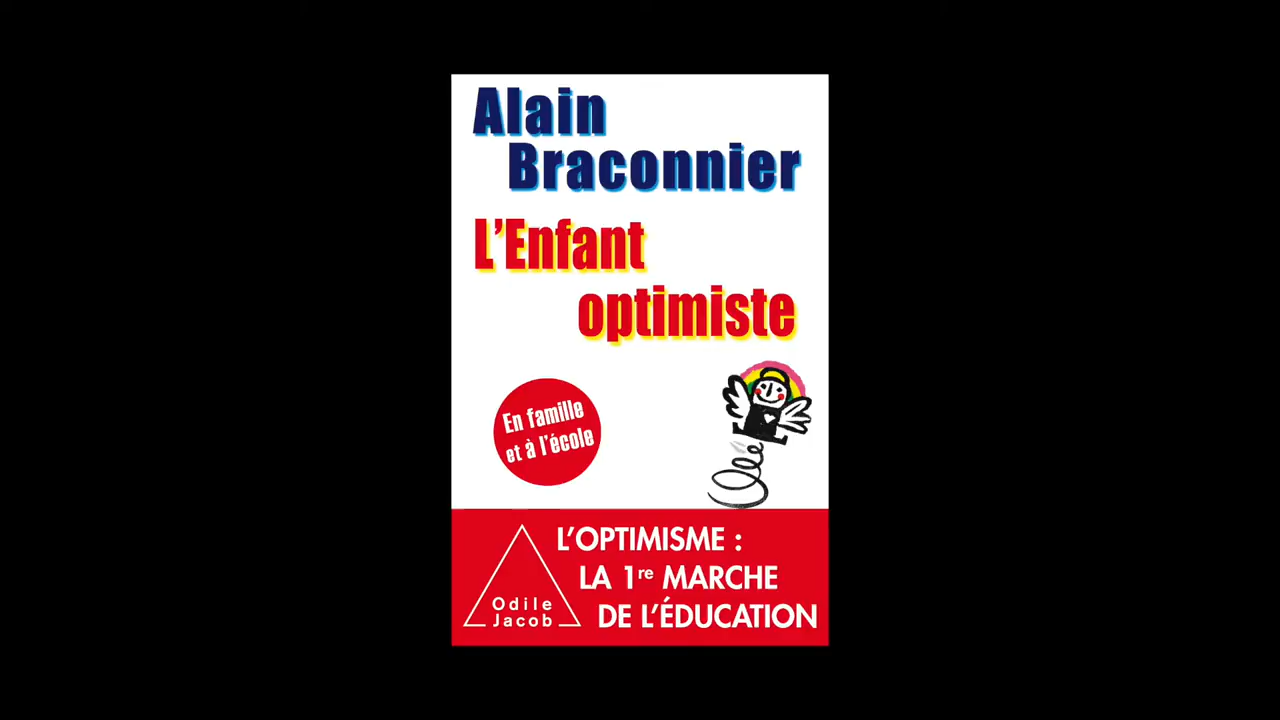 Alain
Braconnier
L'Enfant
optimiste
En famille
et à l'école
L'OPTIMISME :
LA 1re MARCHE
DE L'ÉDUCATION
Odile
Jacob